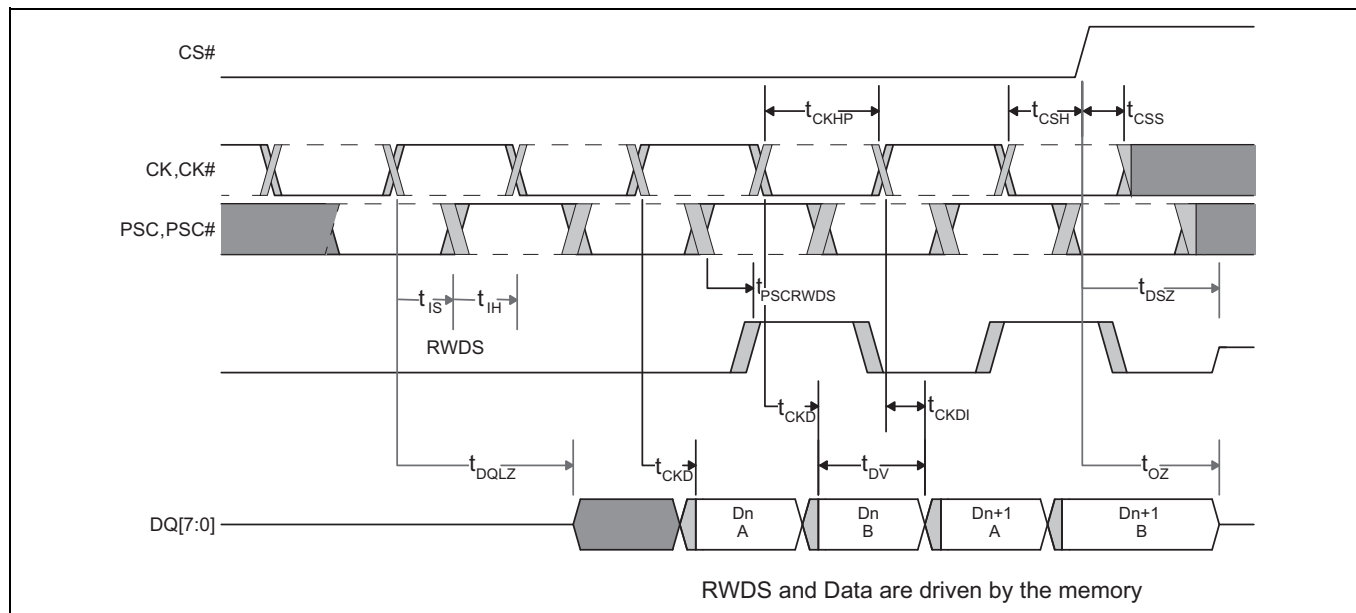 CS#
tCKHP
tCSH
tCSS
CK,CK#
PSC,PSC#
tIS
tIH
tPSCRWDS
tDSZ
RWDS
tCKD
tCKDI
tDQLZ
tCKD
tDV
tOZ
DQ[7:0]
Dn
A
Dn
B
Dn+1
A
Dn+1
B
RWDS and Data are driven by the memory